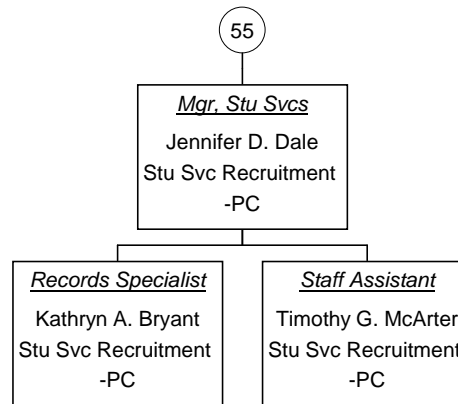 55
Mgr, Stu Svcs
Jennifer D. Dale
Stu Svc Recruitment
-PC
Records Specialist
Kathryn A. Bryant
Stu Svc Recruitment
-PC
Staff Assistant
Timothy G. McArter
Stu Svc Recruitment
-PC